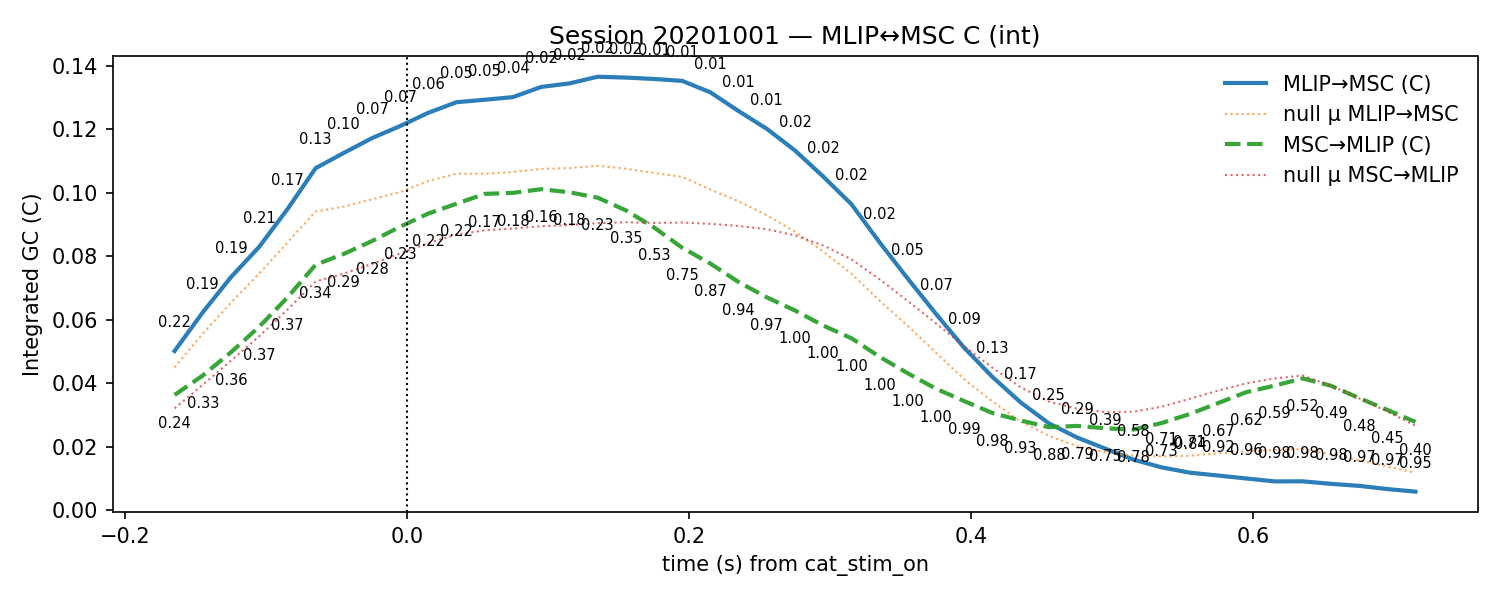 Session 20201001 — MLIP↔MSC C (int)
Integrated GC (C)
0.14
0.12
0.10
0.08
0.06
0.04
0.02
0.00
MLIP→MSC (C)
null μ MLIP→MSC
MSC→MLIP (C)
null μ MSC→MLIP
0.22 0.19 0.19 0.21 0.17 0.13 0.10 0.07 0.07 0.06 0.05 0.05 0.04 0.02 0.02 0.02 0.02 0.01 0.01 0.01 0.01 0.01 0.02 0.02 0.02 0.02 0.05 0.07 0.09 0.13 0.17 0.25 0.29 0.39 0.58 0.71 0.84 0.92 0.96 0.98 0.98 0.98 0.97 0.97 0.95
0.24 0.33 0.36 0.37 0.37 0.34 0.29 0.28 0.23 0.22 0.22 0.17 0.18 0.16 0.18 0.23 0.35 0.53 0.75 0.87 0.94 0.97 1.00 1.00 1.00 1.00 1.00 1.00 0.99 0.98 0.93 0.88 0.79 0.75 0.78 0.73 0.71 0.67 0.62 0.59 0.52 0.49 0.48 0.45 0.40
−0.2 0.0 0.2 0.4 0.6
time (s) from cat_stim_on